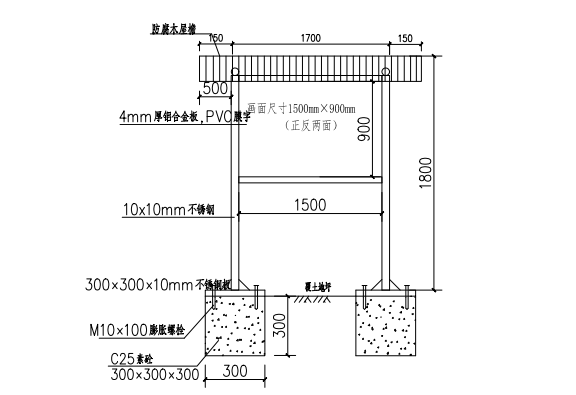 防腐木屋檐
150 1700 150
500
4mm厚铝合金板,PVC膜字
画面尺寸1500mm×900mm
（正反两面）
900
1800
10x10mm不锈钢
1500
300×300×10mm不锈钢板
覆土地坪
M10×100膨胀螺栓
300
C25素砼
300×300×300
300